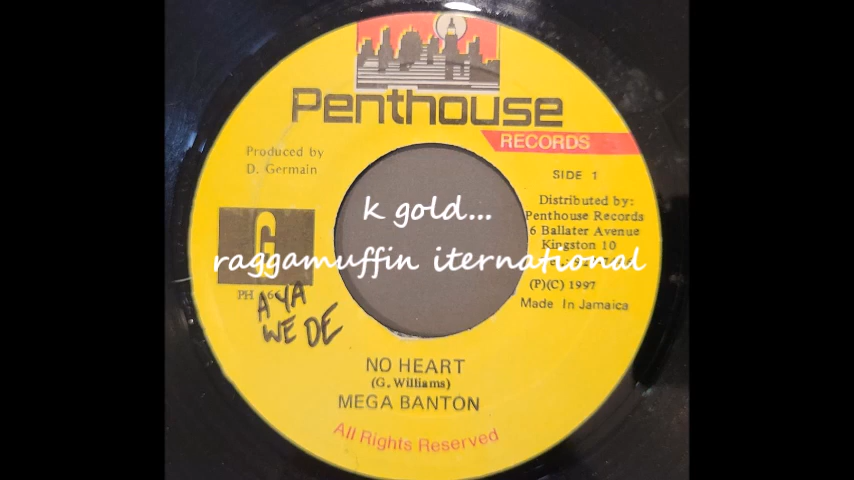 Penthouse
RECORDS
Produced by
D. Germain
SIDE 1
Distributed by:
Penthouse Records
6 Ballater Avenue
Kingston 10
k gold...
raggamuffin iternational
G
PH
(P)(C) 1997
Made In Jamaica
A YA
WE DE
NO HEART
(G. Williams)
MEGA BANTON
All Rights Reserved